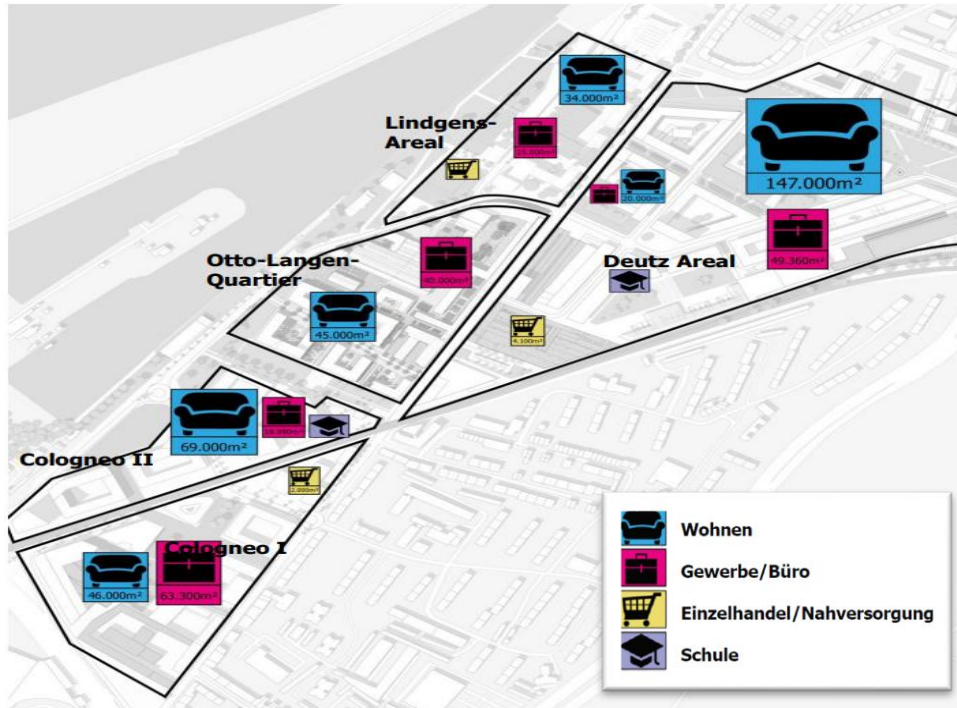 34.000m²
Lindgens-
Areal
147.000m²
20.000m²
49.360m²
Otto-Langen-
Quartier
Deutz Areal
45.000m²
4.100m²
69.000m²
Cologneo II
2.000m²
Cologneo I
46.000m²
63.300m²
Wohnen
Gewerbe/Büro
Einzelhandel/Nahversorgung
Schule